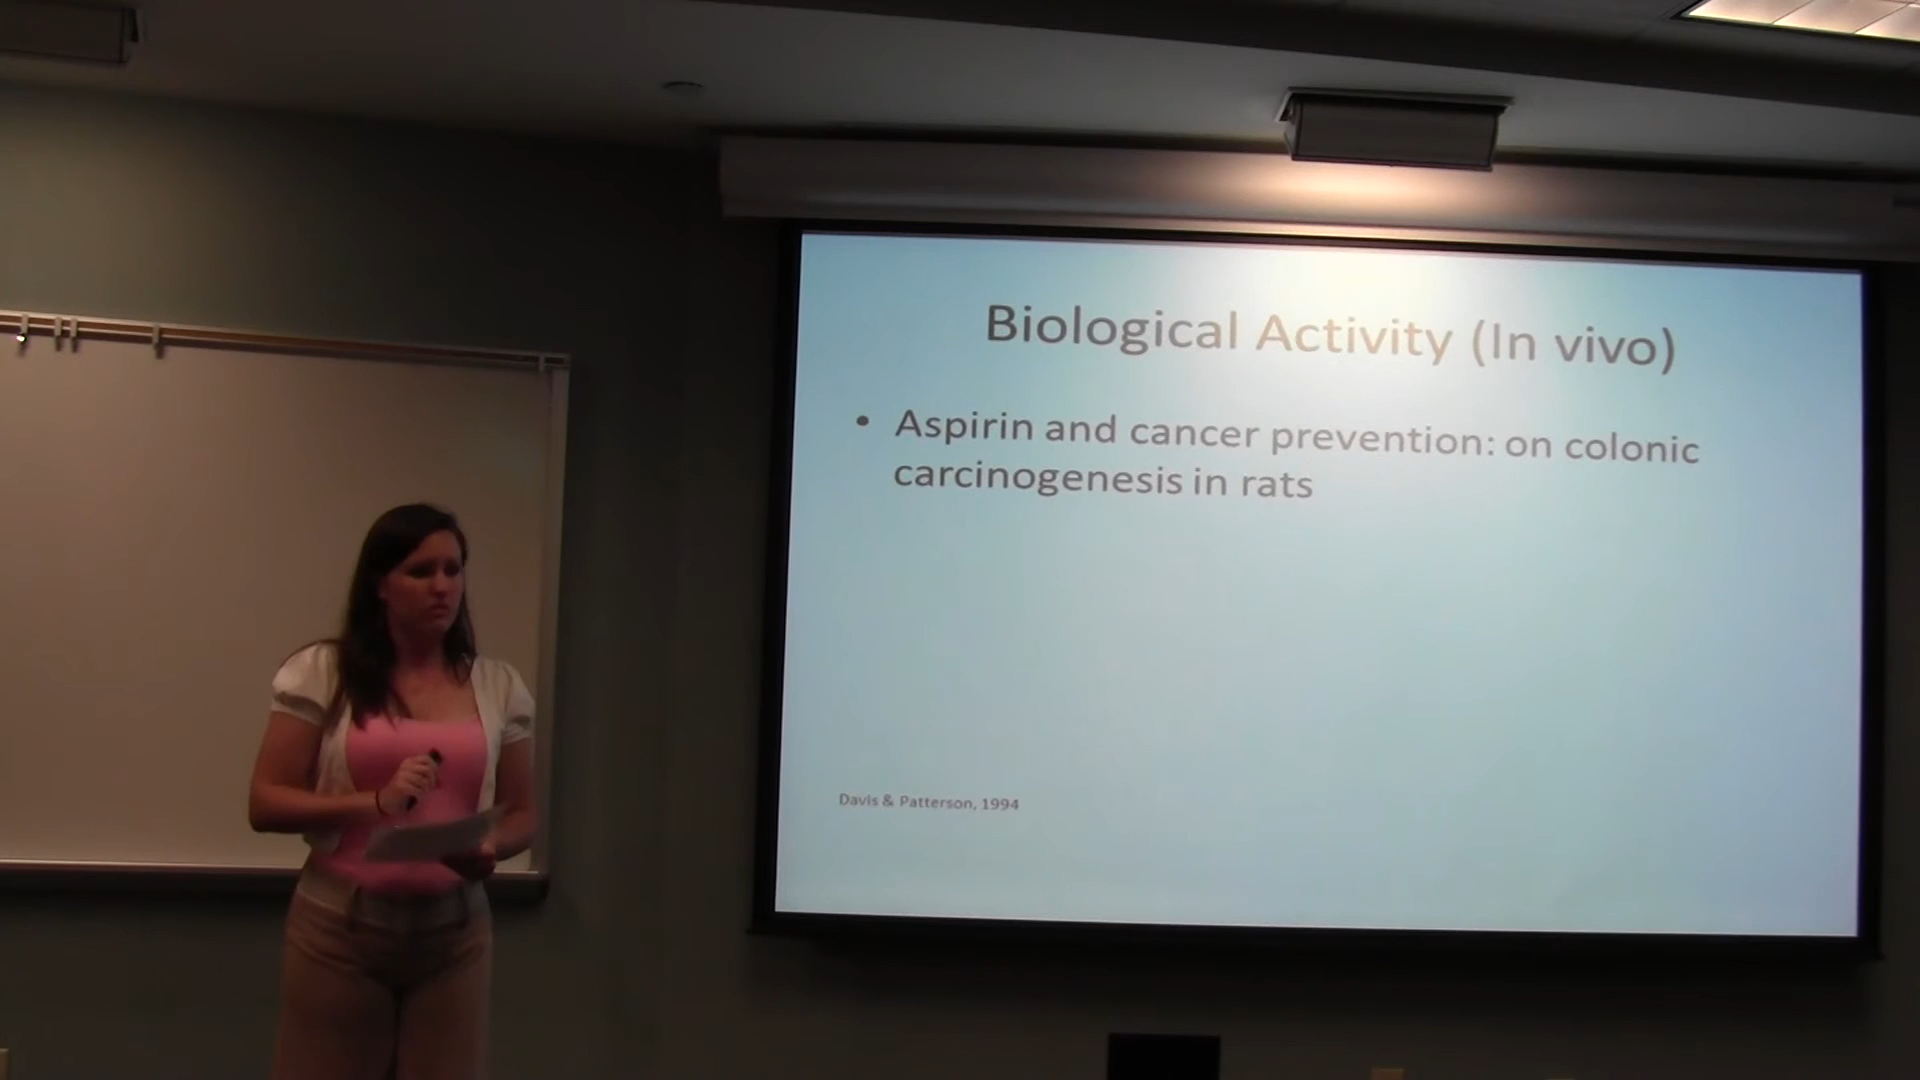 Biological Activity (In vivo)
• Aspirin and cancer prevention: on colonic
carcinogenesis in rats
Davis & Patterson, 1994